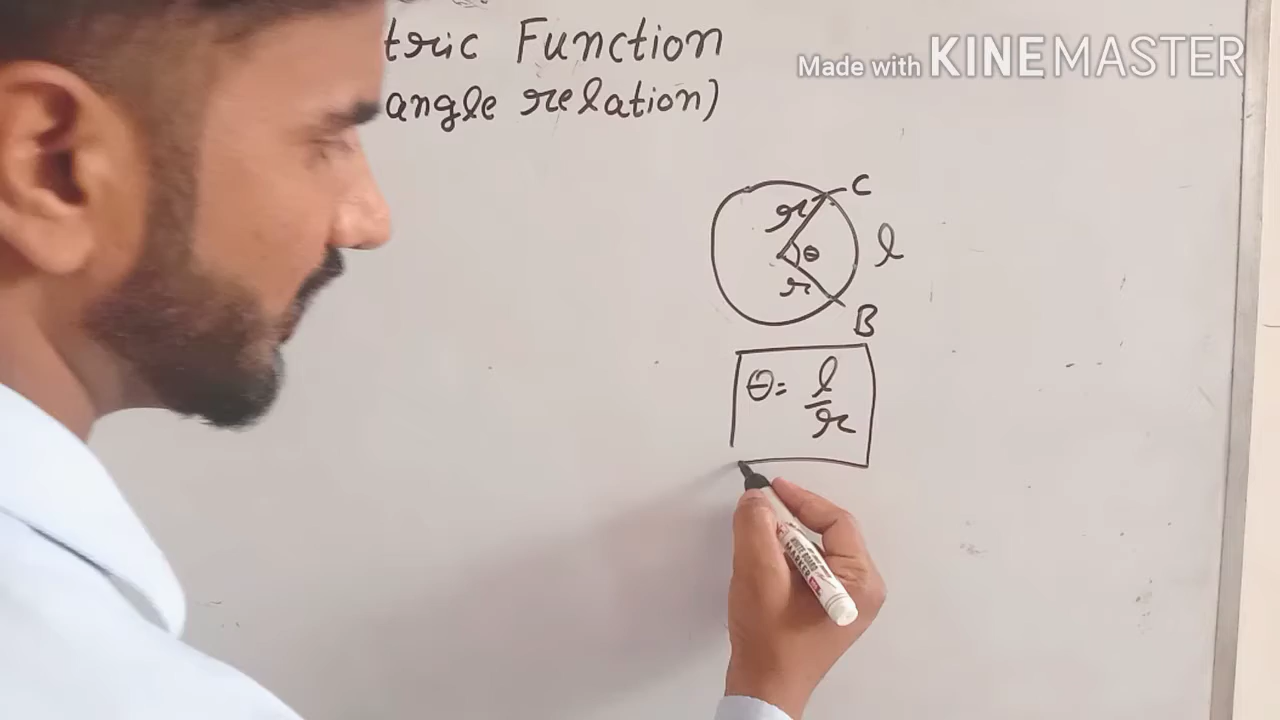 tric Function
Made with KINEMASTER
angle relation)
C
r
θ
l
r
B
θ = l/r